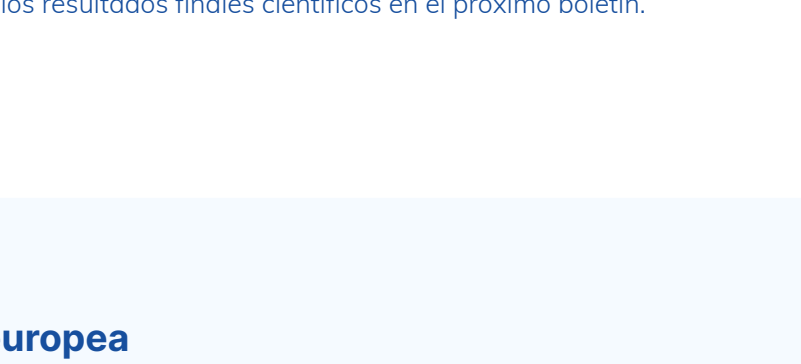 los resultados finales científicos en el próximo boletín.
uropea